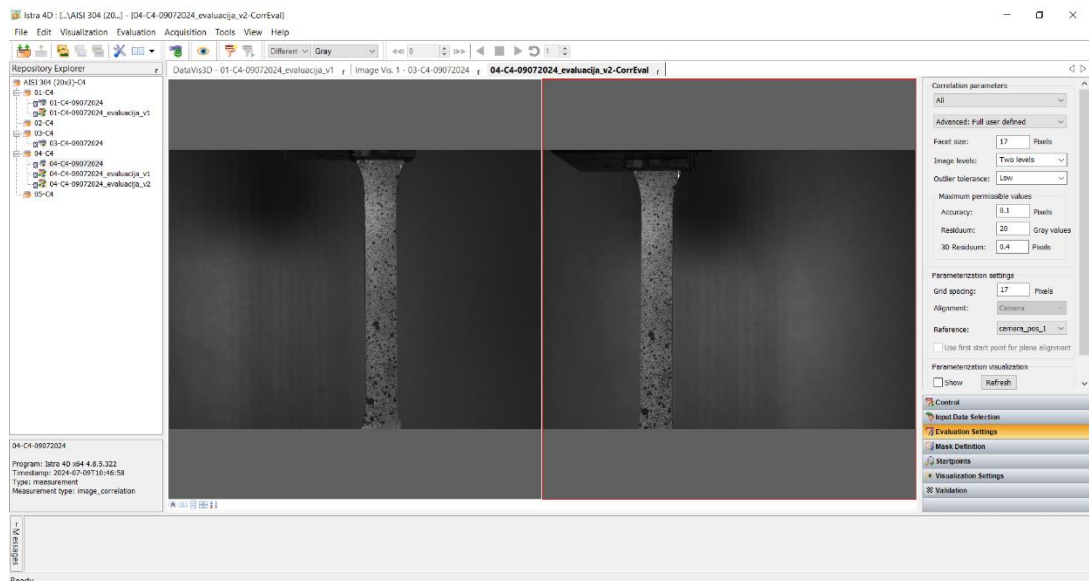 Istra 4D : [...\AISI 304 (20...] - [04-C4-09072024_evaluacija_v2-CorrEval]
File Edit Visualization Evaluation Acquisition Tools View Help
Different Gray 0 1
Repository Explorer
DataVis3D - 01-C4-09072024_evaluacija_v1 Image Vis. 1 - 03-C4-09072024 04-C4-09072024_evaluacija_v2-CorrEval
AISI 304 (20x3)-C4
01-C4
01-C4-09072024
01-C4-09072024_evaluacija_v1
02-C4
03-C4
03-C4-09072024
04-C4
04-C4-09072024
04-C4-09072024_evaluacija_v1
04-C4-09072024_evaluacija_v2
05-C4
04-C4-09072024
Program: Istra 4D x64 4.8.5.322
Timestamp: 2024-07-09T10:46:58
Type: measurement
Measurement type: image_correlation
Correlation parameters
All
Advanced: Full user defined
Facet size: 17 Pixels
Image levels: Two levels
Outlier tolerance: Low
Maximum permissible values
Accuracy: 0.1 Pixels
Residuum: 20 Gray values
3D Residuum: 0.4 Pixels
Parameterization settings
Grid spacing: 17 Pixels
Alignment: Camera
Reference: camera_pos_1
Use first start point for plane alignment
Parameterization visualization
Show Refresh
Control
Input Data Selection
Evaluation Settings
Mask Definition
Startpoints
Visualization Settings
Validation
Messages
Ready